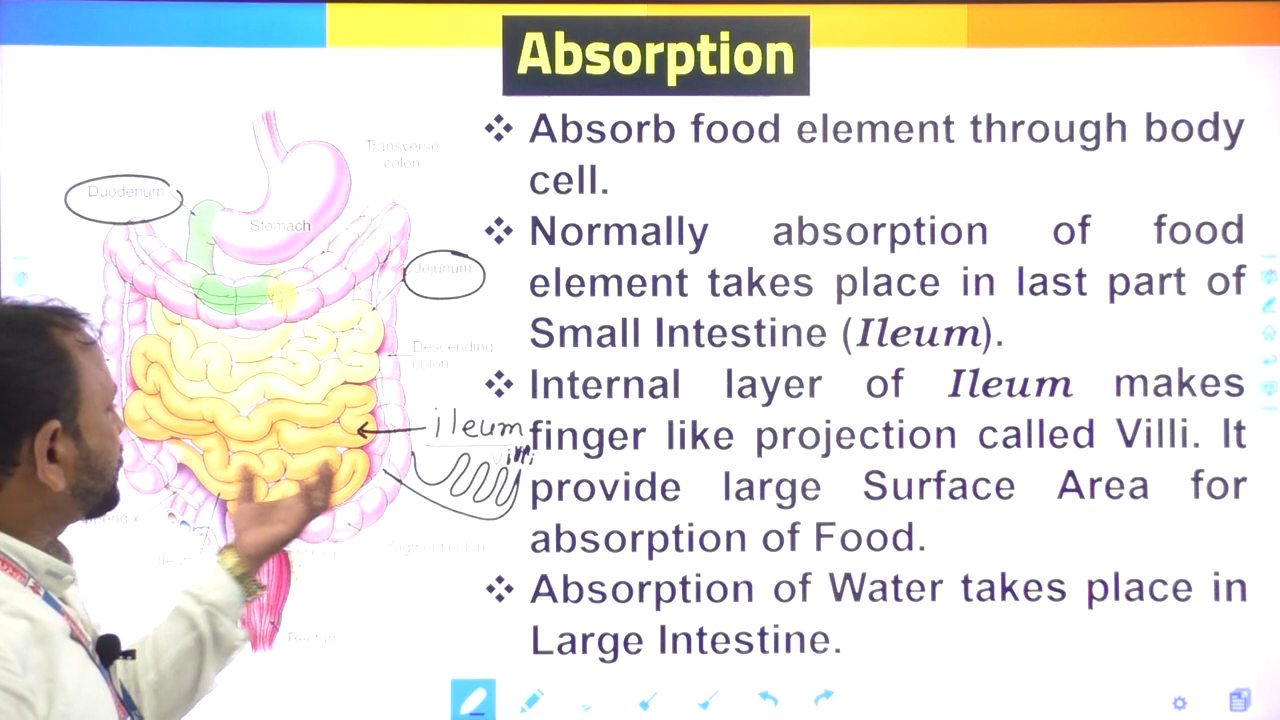 Absorption
❖ Absorb food element through body
cell.
❖ Normally absorption of food
element takes place in last part of
Small Intestine (Ileum).
❖ Internal layer of Ileum makes
finger like projection called Villi. It
provide large Surface Area for
absorption of Food.
❖ Absorption of Water takes place in
Large Intestine.
Transverse
colon
Duodenum
Stomach
Jejunum
Descending
colon
ileum
villi
Sigmoid colon
Rectum